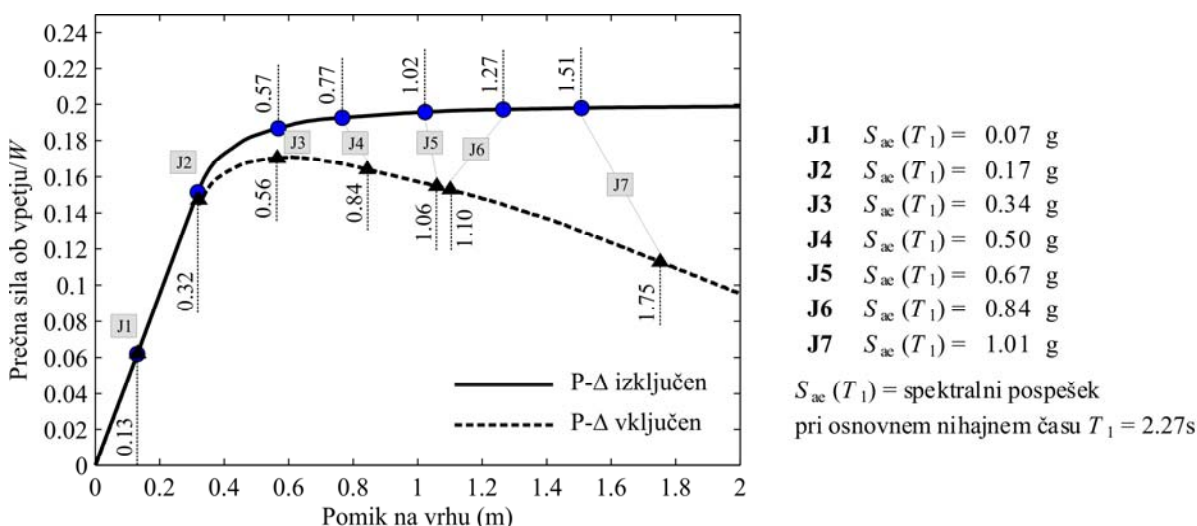 Prečna sila ob vpetju/W
0.24
0.22
0.2
0.18
0.16
0.14
0.12
0.1
0.08
0.06
0.04
0.02
0
0 0.2 0.4 0.6 0.8 1 1.2 1.4 1.6 1.8 2
Pomik na vrhu (m)
0.57
0.77
1.02
1.27
1.51
J1
J2
J3
J4
J5
J6
J7
0.13
0.32
0.56
0.84
1.06
1.10
1.75
P-Δ izključen
P-Δ vključen
J1 Sae (T1) = 0.07 g
J2 Sae (T1) = 0.17 g
J3 Sae (T1) = 0.34 g
J4 Sae (T1) = 0.50 g
J5 Sae (T1) = 0.67 g
J6 Sae (T1) = 0.84 g
J7 Sae (T1) = 1.01 g
Sae (T1) = spektralni pospešek
pri osnovnem nihajnem času T1 = 2.27s